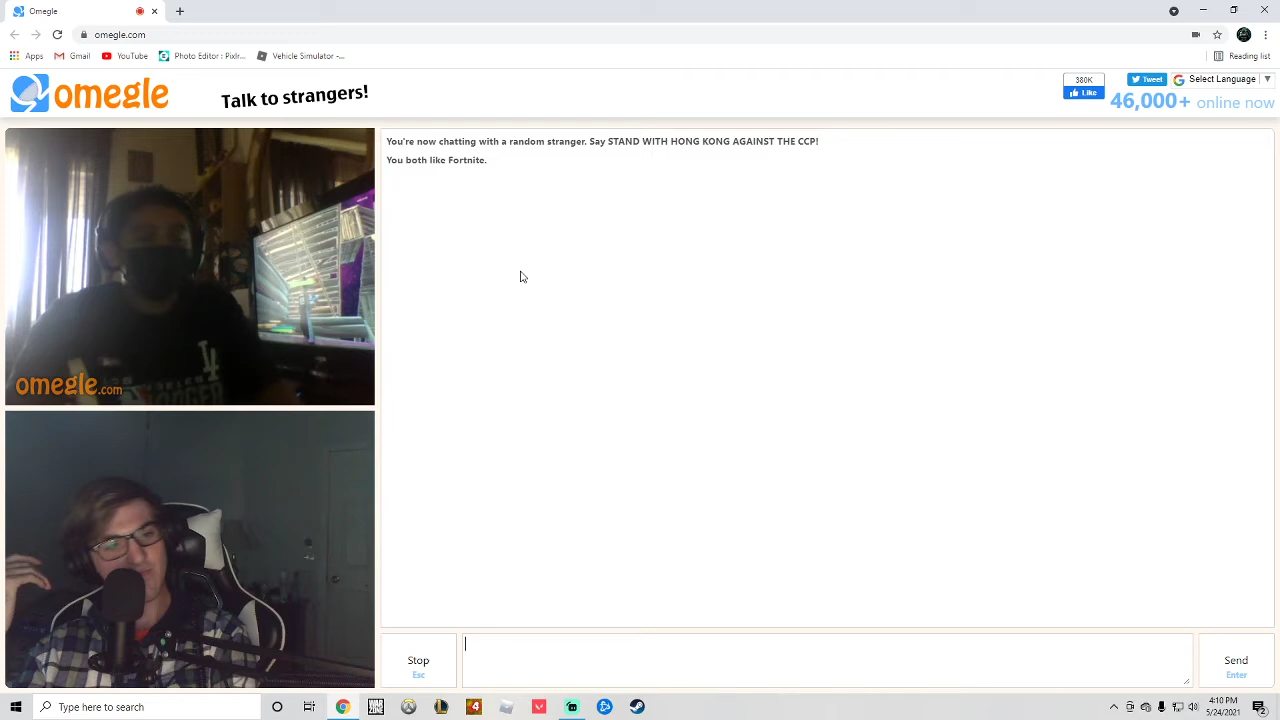 Omegle
omegle.com
Apps
Gmail
YouTube
Photo Editor : Pixlr...
Vehicle Simulator -...
Reading list
omegle
Talk to strangers!
380K
Like
Tweet
Select Language
46,000+ online now
You're now chatting with a random stranger. Say STAND WITH HONG KONG AGAINST THE CCP!
You both like Fortnite.
LA
omegle.com
Stop
Esc
Send
Enter
Type here to search
4:10 PM
5/24/2021